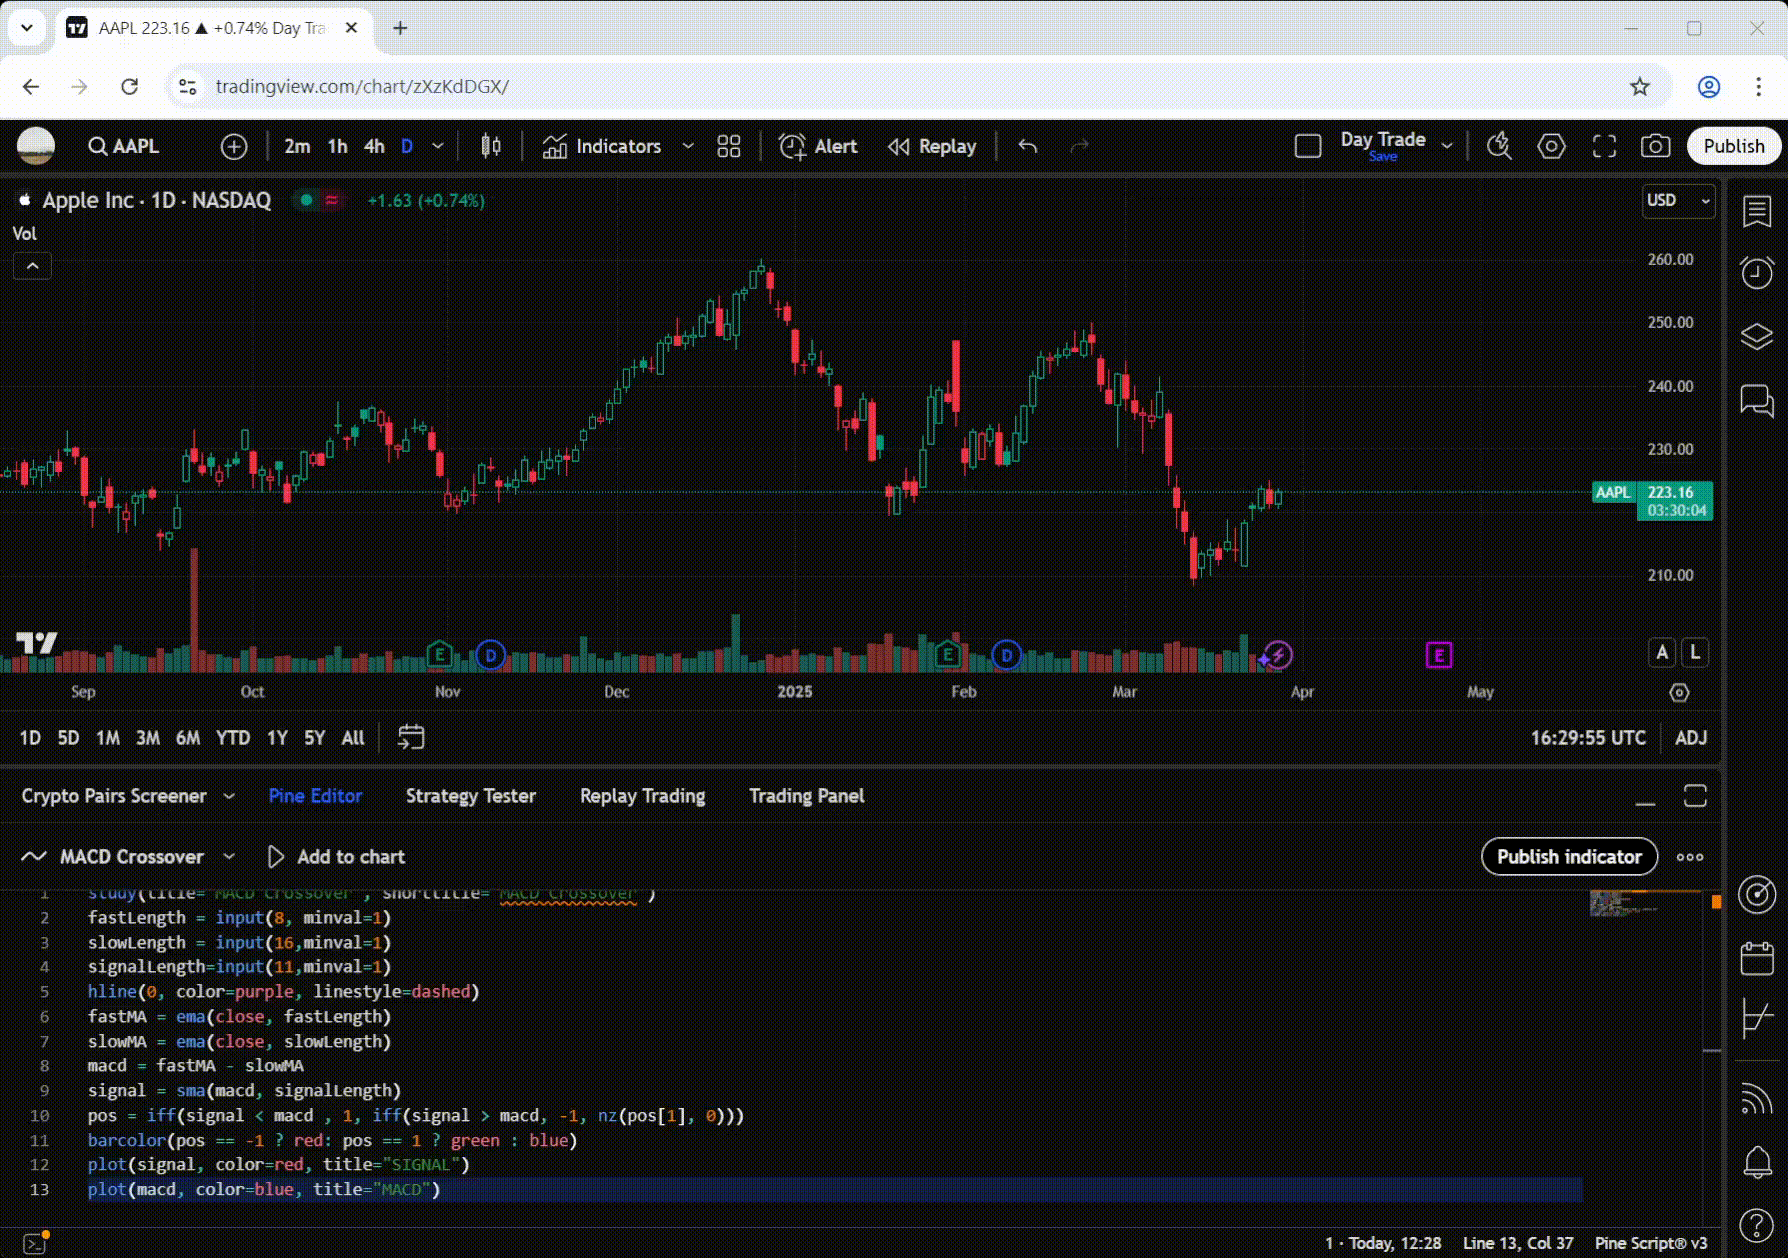 AAPL 223.16 ▲ +0.74% Day Tra
tradingview.com/chart/zXzKdDGX/
AAPL 2m 1h 4h D Indicators Alert Replay Day Trade Save Publish
Apple Inc · 1D · NASDAQ +1.63 (+0.74%) USD
Vol
260.00
250.00
240.00
230.00
AAPL 223.16
03:30:04
210.00
E D E D E A L
Sep Oct Nov Dec 2025 Feb Mar Apr May
1D 5D 1M 3M 6M YTD 1Y 5Y All 16:29:55 UTC ADJ
Crypto Pairs Screener Pine Editor Strategy Tester Replay Trading Trading Panel
MACD Crossover Add to chart Publish indicator
1 study(title="MACD Crossover", shorttitle="MACD Crossover")
2 fastLength = input(8, minval=1)
3 slowLength = input(16,minval=1)
4 signalLength=input(11,minval=1)
5 hline(0, color=purple, linestyle=dashed)
6 fastMA = ema(close, fastLength)
7 slowMA = ema(close, slowLength)
8 macd = fastMA - slowMA
9 signal = sma(macd, signalLength)
10 pos = iff(signal < macd , 1, iff(signal > macd, -1, nz(pos[1], 0)))
11 barcolor(pos == -1 ? red: pos == 1 ? green : blue)
12 plot(signal, color=red, title="SIGNAL")
13 plot(macd, color=blue, title="MACD")
1 · Today, 12:28 Line 13, Col 37 Pine Script® v3